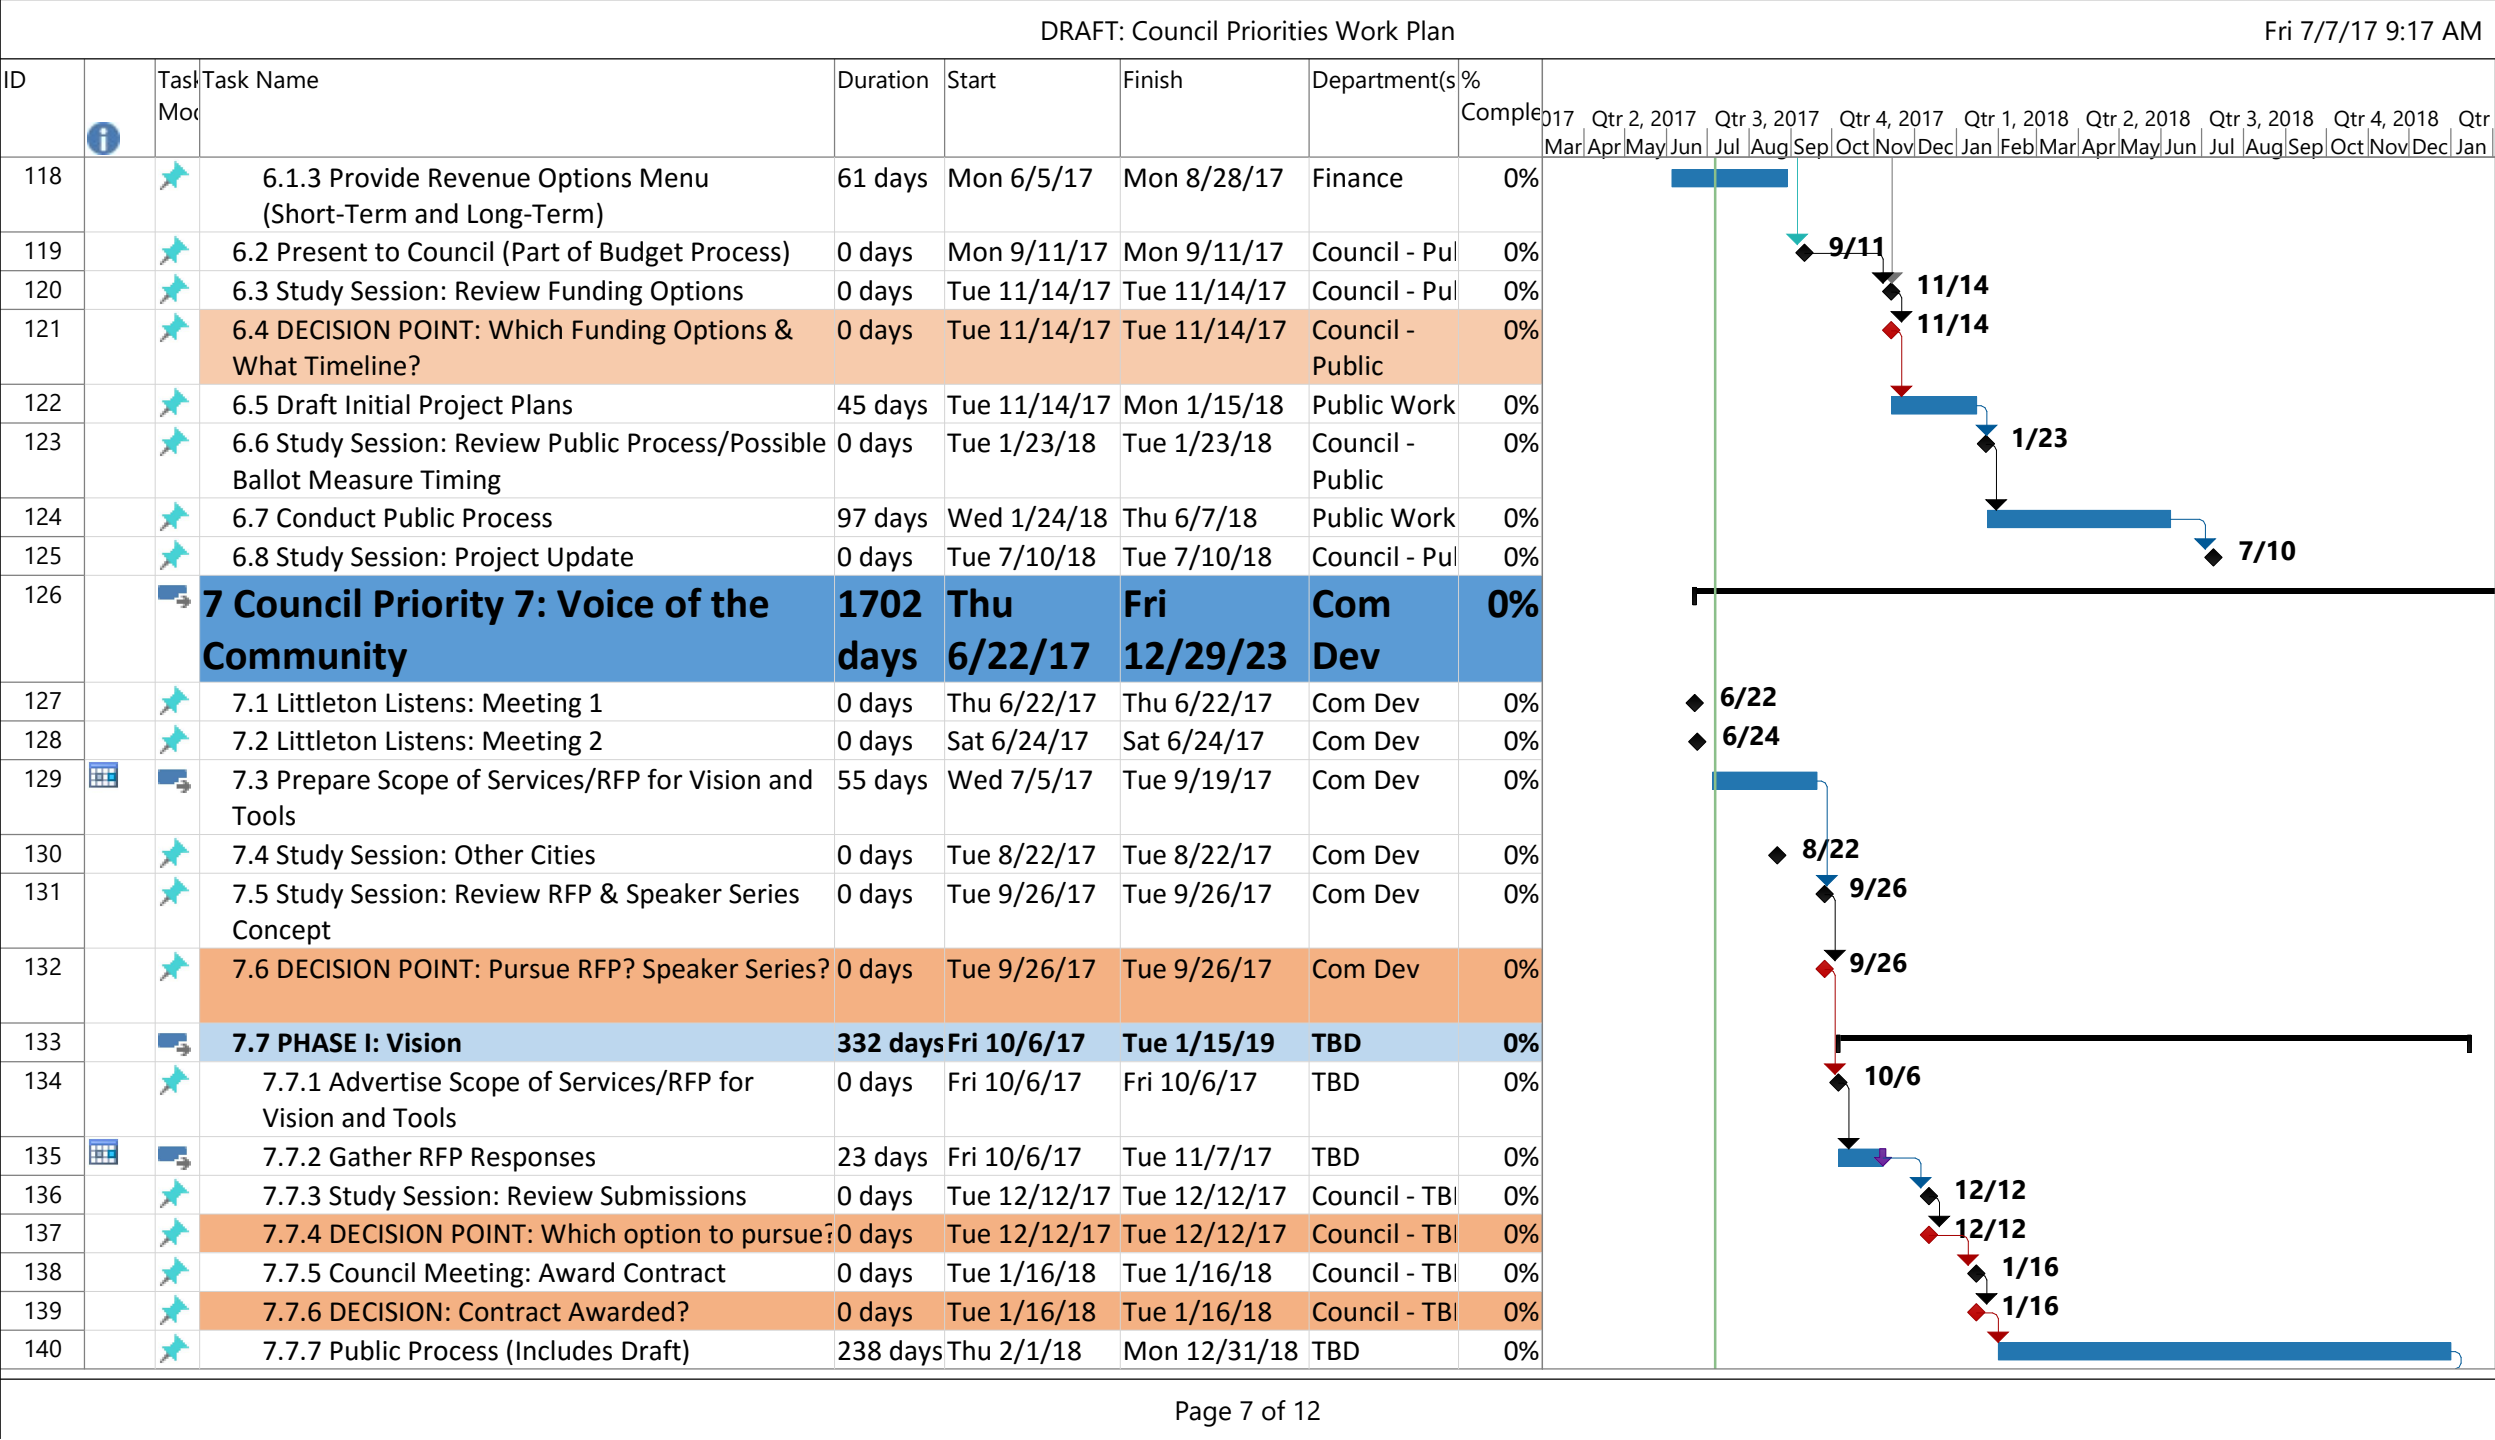 DRAFT: Council Priorities Work Plan
Fri 7/7/17 9:17 AM
ID Task Name Duration Start Finish Department(s %
017 Qtr 2, 2017 Qtr 3, 2017 Qtr 4, 2017 Qtr 1, 2018 Qtr 2, 2018 Qtr 3, 2018 Qtr 4, 2018 Qtr
Mar Apr May Jun Jul Aug Sep Oct Nov Dec Jan Feb Mar Apr May Jun Jul Aug Sep Oct Nov Dec Jan
118 6.1.3 Provide Revenue Options Menu 61 days Mon 6/5/17 Mon 8/28/17 Finance 0%
(Short-Term and Long-Term)
119 6.2 Present to Council (Part of Budget Process) 0 days Mon 9/11/17 Mon 9/11/17 Council - Pu 0% 9/11
120 6.3 Study Session: Review Funding Options 0 days Tue 11/14/17 Tue 11/14/17 Council - Pu 0% 11/14
121 6.4 DECISION POINT: Which Funding Options & 0 days Tue 11/14/17 Tue 11/14/17 Council - 0% 11/14
What Timeline? Public
122 6.5 Draft Initial Project Plans 45 days Tue 11/14/17 Mon 1/15/18 Public Work 0%
123 6.6 Study Session: Review Public Process/Possible 0 days Tue 1/23/18 Tue 1/23/18 Council - 0% 1/23
Ballot Measure Timing Public
124 6.7 Conduct Public Process 97 days Wed 1/24/18 Thu 6/7/18 Public Work 0%
125 6.8 Study Session: Project Update 0 days Tue 7/10/18 Tue 7/10/18 Council - Pu 0% 7/10
126 7 Council Priority 7: Voice of the 1702 Thu Fri Com 0%
Community days 6/22/17 12/29/23 Dev
127 7.1 Littleton Listens: Meeting 1 0 days Thu 6/22/17 Thu 6/22/17 Com Dev 0% 6/22
128 7.2 Littleton Listens: Meeting 2 0 days Sat 6/24/17 Sat 6/24/17 Com Dev 0% 6/24
129 7.3 Prepare Scope of Services/RFP for Vision and 55 days Wed 7/5/17 Tue 9/19/17 Com Dev 0%
Tools
130 7.4 Study Session: Other Cities 0 days Tue 8/22/17 Tue 8/22/17 Com Dev 0% 8/22
131 7.5 Study Session: Review RFP & Speaker Series 0 days Tue 9/26/17 Tue 9/26/17 Com Dev 0% 9/26
Concept
132 7.6 DECISION POINT: Pursue RFP? Speaker Series? 0 days Tue 9/26/17 Tue 9/26/17 Com Dev 0% 9/26
133 7.7 PHASE I: Vision 332 days Fri 10/6/17 Tue 1/15/19 TBD 0%
134 7.7.1 Advertise Scope of Services/RFP for 0 days Fri 10/6/17 Fri 10/6/17 TBD 0% 10/6
Vision and Tools
135 7.7.2 Gather RFP Responses 23 days Fri 10/6/17 Tue 11/7/17 TBD 0%
136 7.7.3 Study Session: Review Submissions 0 days Tue 12/12/17 Tue 12/12/17 Council - TB 0% 12/12
137 7.7.4 DECISION POINT: Which option to pursue? 0 days Tue 12/12/17 Tue 12/12/17 Council - TB 0% 12/12
138 7.7.5 Council Meeting: Award Contract 0 days Tue 1/16/18 Tue 1/16/18 Council - TB 0% 1/16
139 7.7.6 DECISION: Contract Awarded? 0 days Tue 1/16/18 Tue 1/16/18 Council - TB 0% 1/16
140 7.7.7 Public Process (Includes Draft) 238 days Thu 2/1/18 Mon 12/31/18 TBD 0%
Page 7 of 12